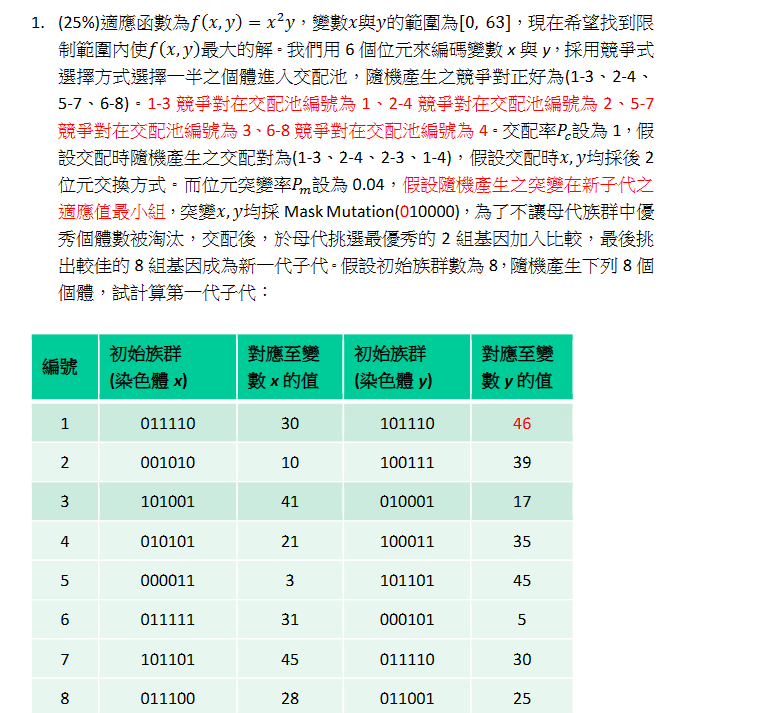 1. (25%)適應函數為f(x, y) = x²y，變數x與y的範圍為[0, 63]，現在希望找到限
制範圍內使f(x, y)最大的解。我們用 6 個位元來編碼變數 x 與 y，採用競爭式
選擇方式選擇一半之個體進入交配池，隨機產生之競爭對正好為(1-3、2-4、
5-7、6-8)。1-3 競爭對在交配池編號為 1、2-4 競爭對在交配池編號為 2、5-7
競爭對在交配池編號為 3、6-8 競爭對在交配池編號為 4。交配率Pc設為 1，假
設交配時隨機產生之交配對為(1-3、2-4、2-3、1-4)，假設交配時x, y均採後 2
位元交換方式。而位元突變率Pm設為 0.04，假設隨機產生之突變在新子代之
適應值最小組，突變x, y均採 Mask Mutation(010000)，為了不讓母代族群中優
秀個體數被淘汰，交配後，於母代挑選最優秀的 2 組基因加入比較，最後挑
出較佳的 8 組基因成為新一代子代。假設初始族群數為 8，隨機產生下列 8 個
個體，試計算第一代子代：
編號 初始族群 對應至變 初始族群 對應至變
(染色體 x) 數 x 的值 (染色體 y) 數 y 的值
1 011110 30 101110 46
2 001010 10 100111 39
3 101001 41 010001 17
4 010101 21 100011 35
5 000011 3 101101 45
6 011111 31 000101 5
7 101101 45 011110 30
8 011100 28 011001 25